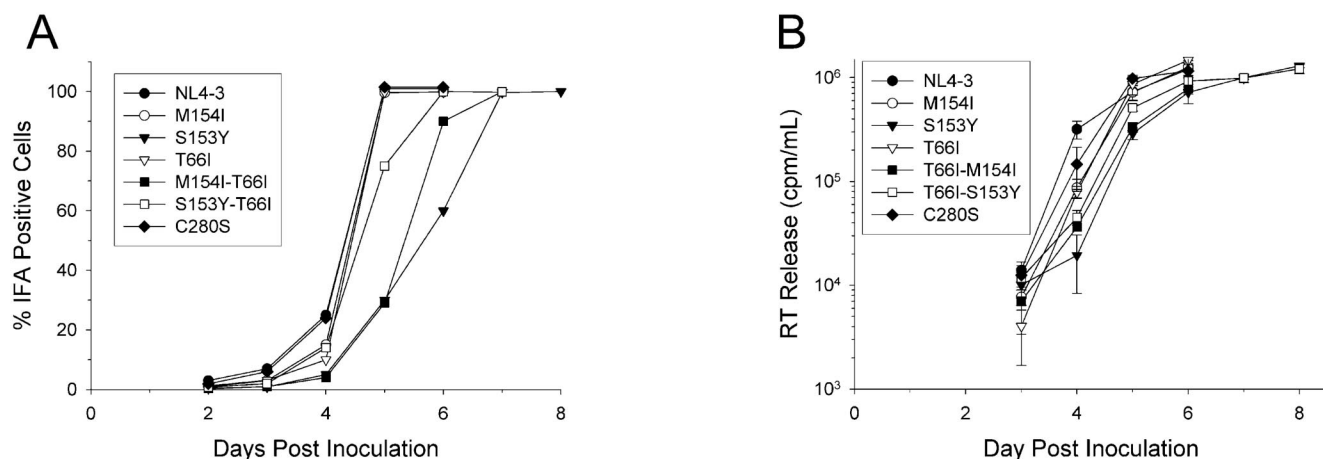 A
% IFA Positive Cells
100
80
60
40
20
0
NL4-3
M154I
S153Y
T66I
M154I-T66I
S153Y-T66I
C280S
0 2 4 6 8
Days Post Inoculation
B
RT Release (cpm/mL)
10⁶
10⁵
10⁴
10³
NL4-3
M154I
S153Y
T66I
T66I-M154I
T66I-S153Y
C280S
0 2 4 6 8
Day Post Inoculation